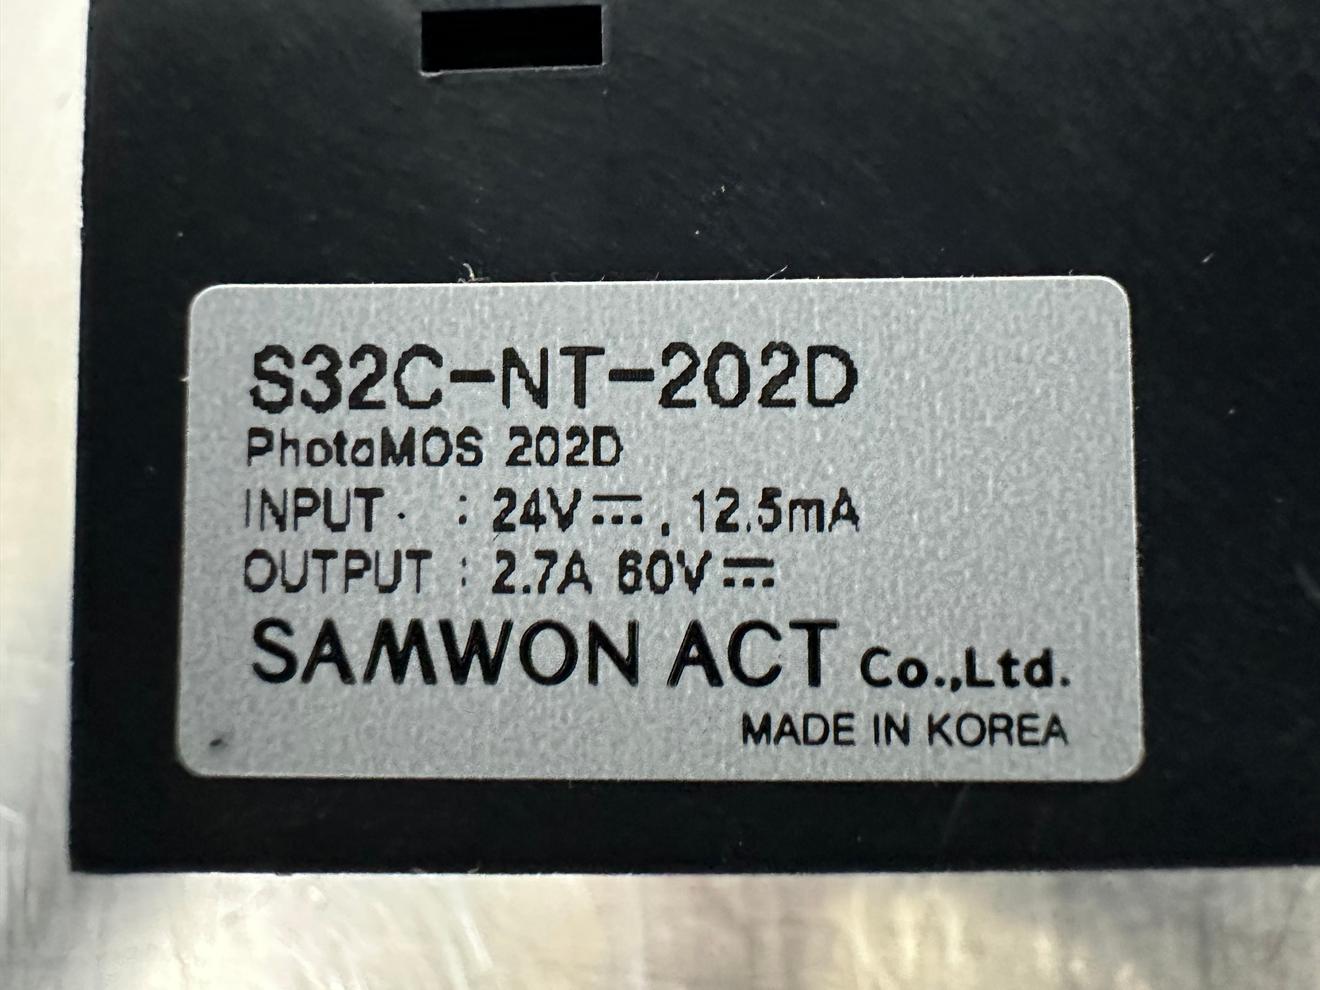 S32C-NT-202D
PhotoMOS 202D
INPUT : 24V⎓, 12.5mA
OUTPUT : 2.7A 60V⎓
SAMWON ACT Co.,Ltd.
MADE IN KOREA